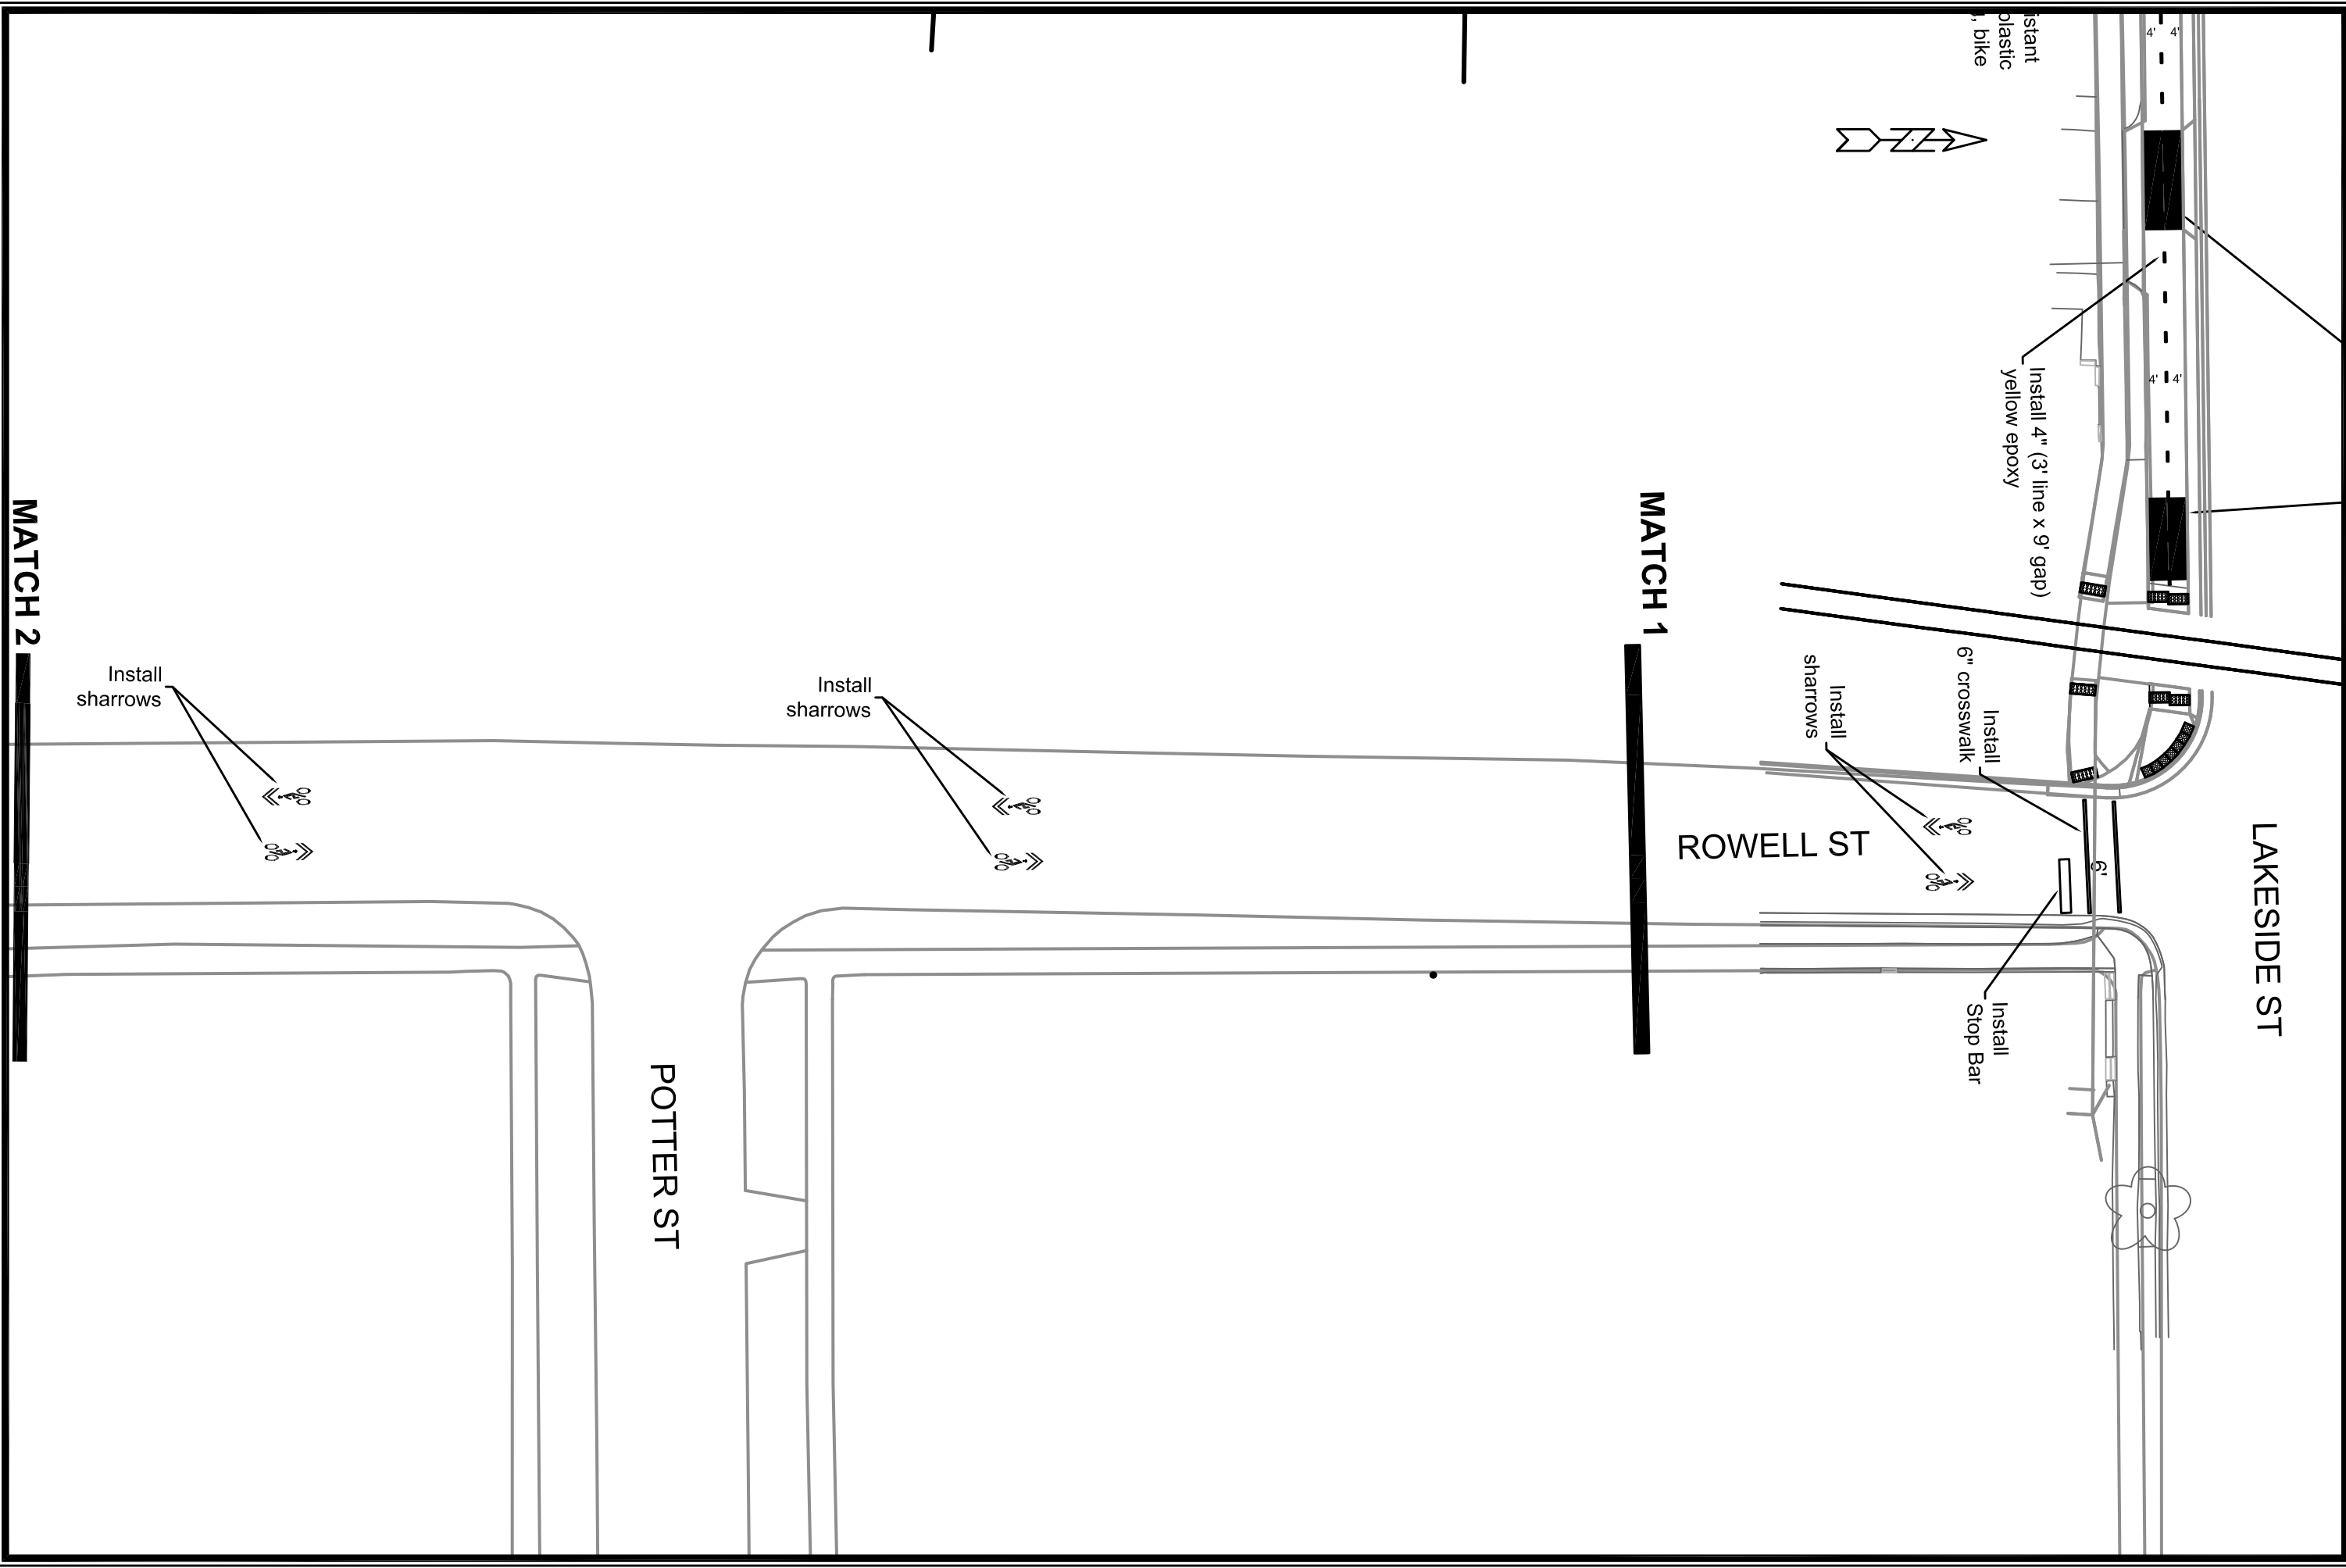 istant
plastic
, bike
4' 4'
N
Install 4" (3' line x 9' gap)
yellow epoxy
4' 4'
MATCH 2
Install
sharrows
Install
sharrows
MATCH 1
Install
sharrows
Install
6" crosswalk
ROWELL ST
6'
LAKESIDE ST
Install
Stop Bar
POTTER ST